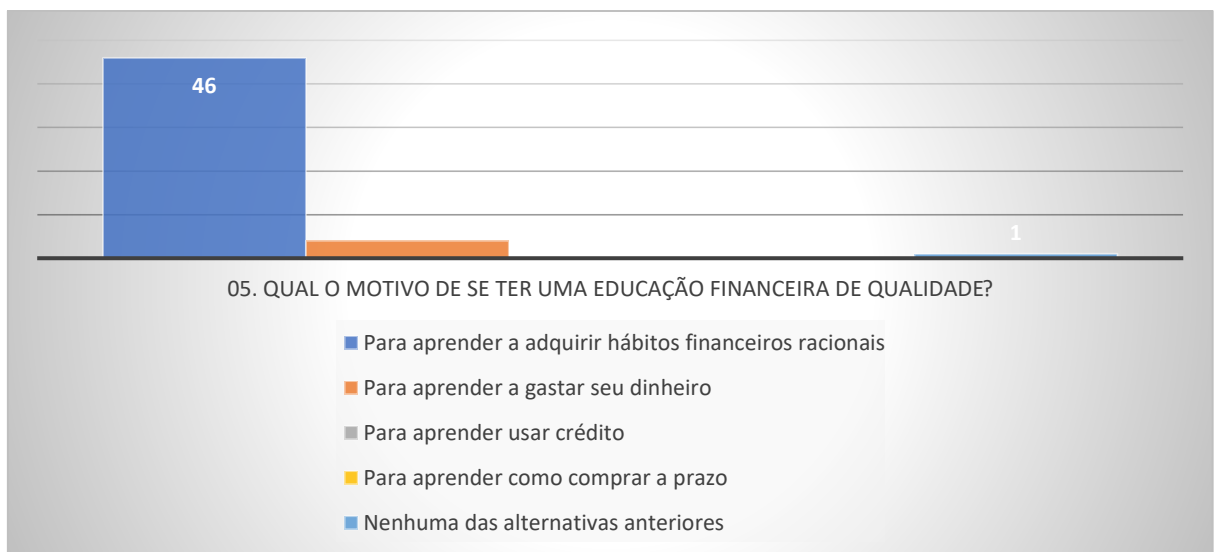 46
1
05. QUAL O MOTIVO DE SE TER UMA EDUCAÇÃO FINANCEIRA DE QUALIDADE?
Para aprender a adquirir hábitos financeiros racionais
Para aprender a gastar seu dinheiro
Para aprender usar crédito
Para aprender como comprar a prazo
Nenhuma das alternativas anteriores